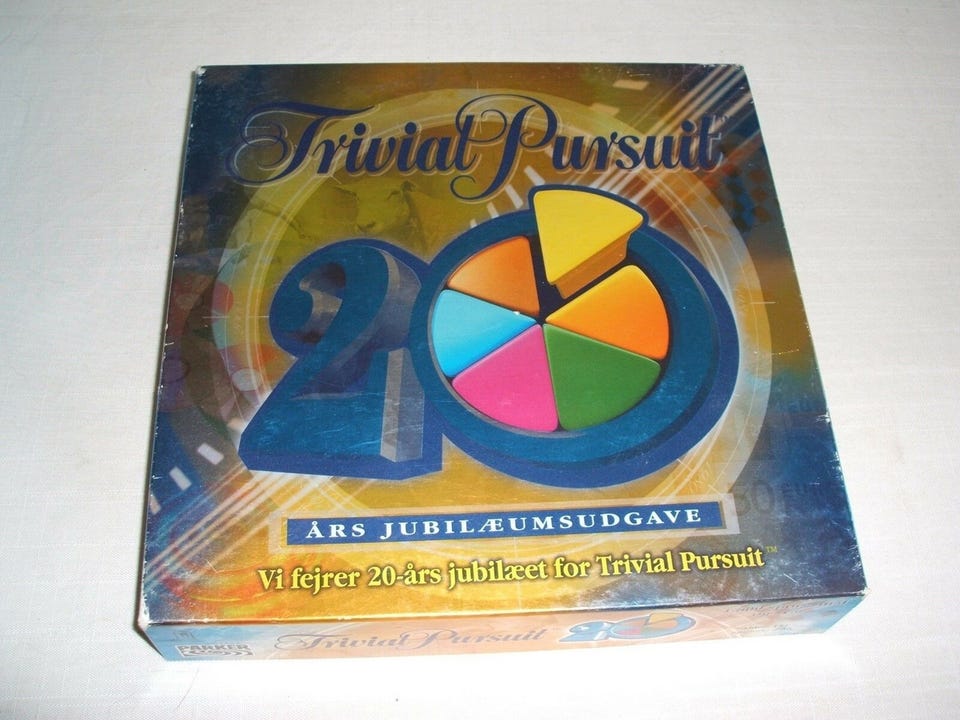 Trivial Pursuit
20
ÅRS JUBILÆUMSUDGAVE
Vi fejrer 20-års jubilæet for Trivial Pursuit™
PARKER
Trivial Pursuit 20